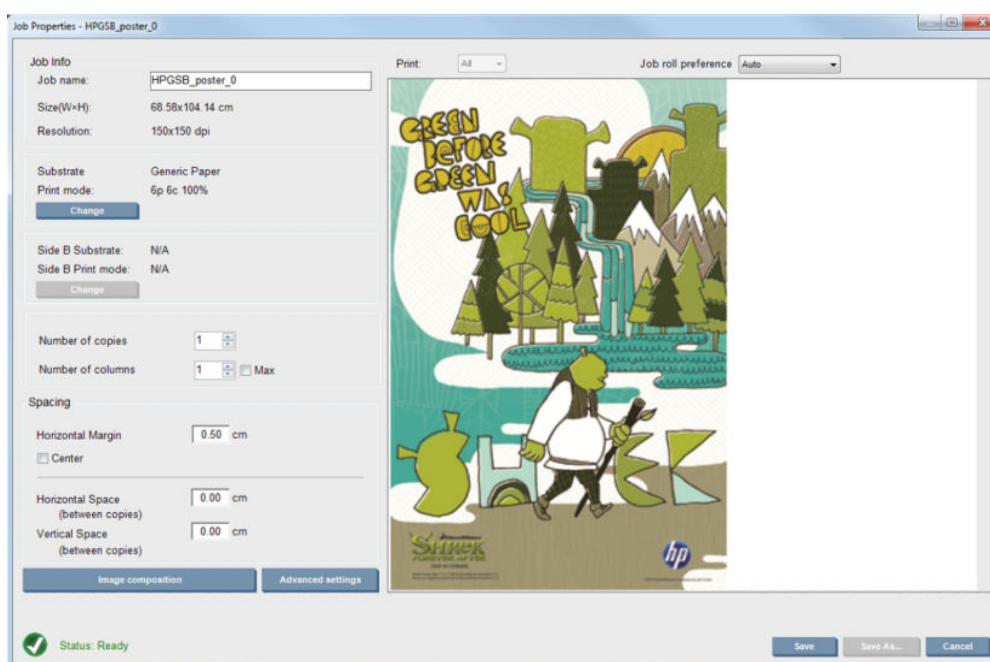 Job Properties - HPGSB_poster_0
Job Info
Job name: HPGSB_poster_0
Size(W×H): 68.58x104.14 cm
Resolution: 150x150 dpi
Substrate Generic Paper
Print mode: 6p 6c 100%
Change
Side B Substrate: N/A
Side B Print mode: N/A
Change
Number of copies 1
Number of columns 1 Max
Spacing
Horizontal Margin 0.50 cm
Center
Horizontal Space 0.00 cm
(between copies)
Vertical Space 0.00 cm
(between copies)
Image composition Advanced settings
Status: Ready
Print: All Job roll preference Auto
GREEN
BEFORE
GREEN
WAS
COOL
SHREK
SHREK
hp
Save Save As... Cancel